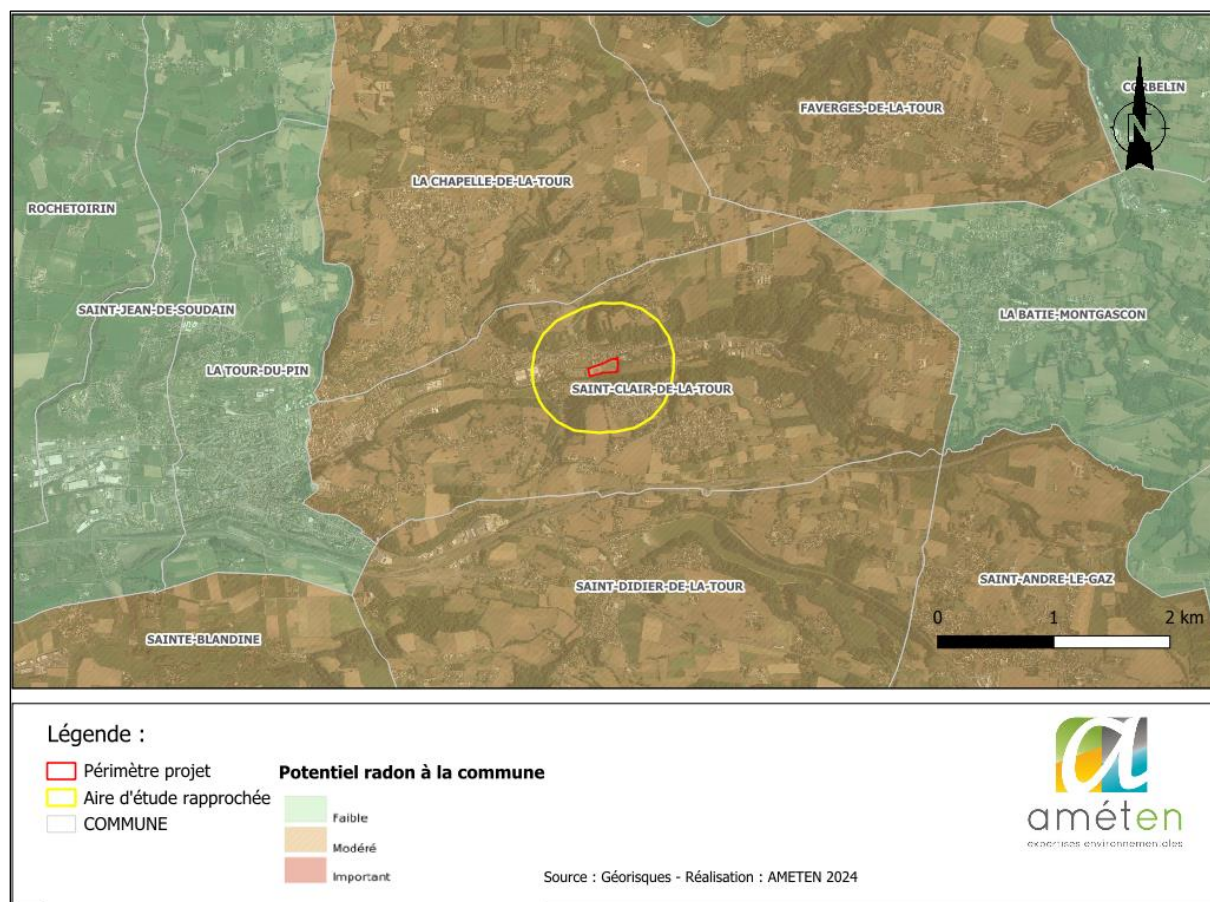 CORBELIN
FAVERGES-DE-LA-TOUR
N
LA CHAPELLE-DE-LA-TOUR
ROCHETOIRIN
SAINT-JEAN-DE-SOUDAIN
LA BATIE-MONTGASCON
LA TOUR-DU-PIN
SAINT-CLAIR-DE-LA-TOUR
SAINT-DIDIER-DE-LA-TOUR
SAINT-ANDRE-LE-GAZ
SAINTE-BLANDINE
0 1 2 km
Légende :
Périmètre projet
Aire d'étude rapprochée
COMMUNE
Potentiel radon à la commune
Faible
Modéré
Important
Source : Géorisques - Réalisation : AMETEN 2024
a
améten
expertises environnementales